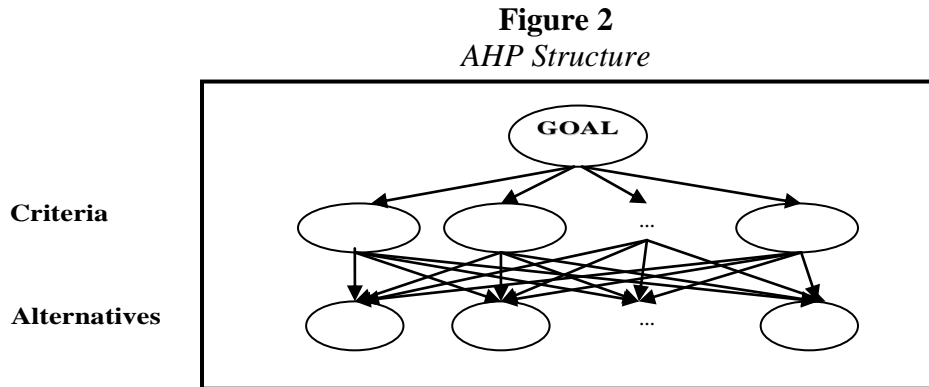 Figure 2
AHP Structure
GOAL
Criteria
...
Alternatives
...